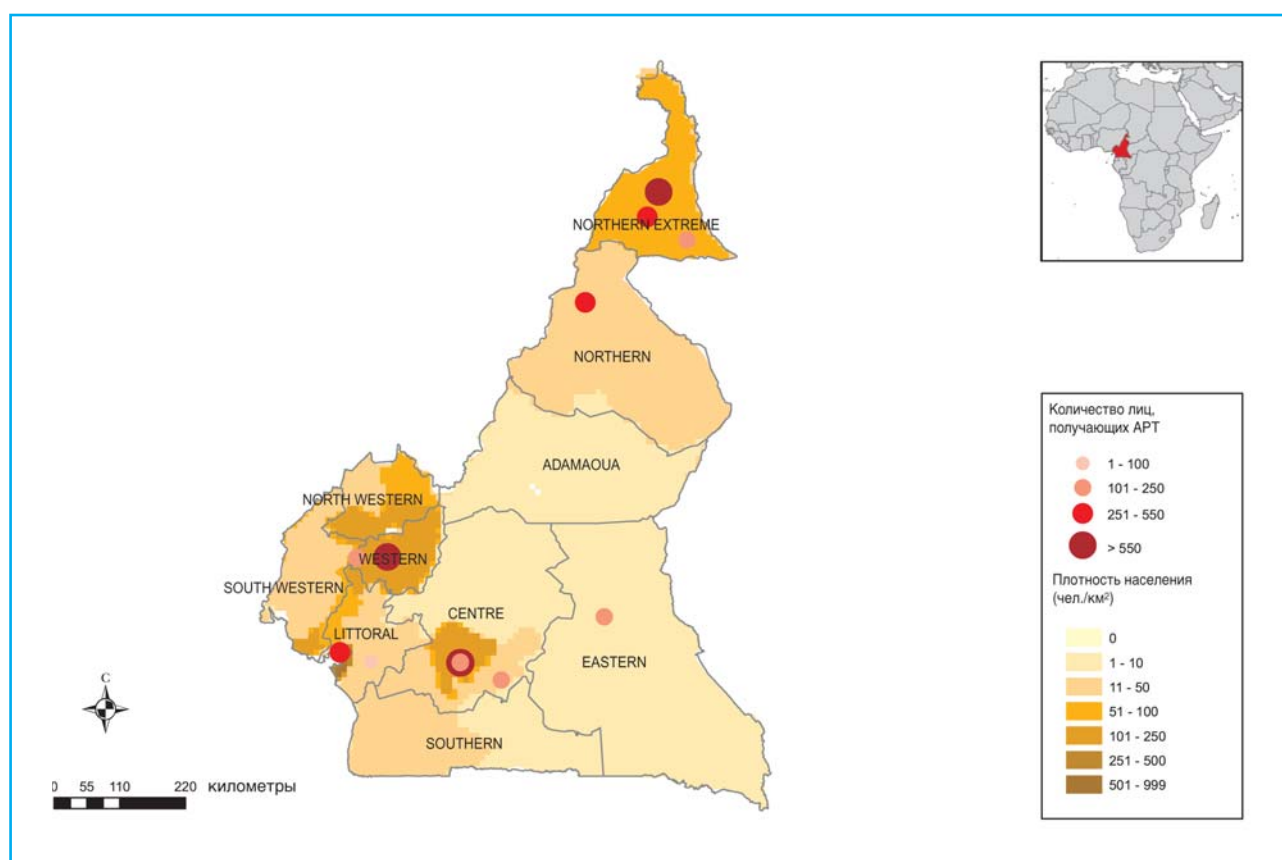 NORTHERN EXTREME
NORTHERN
ADAMAOUA
NORTH WESTERN
WESTERN
SOUTH WESTERN
CENTRE
LITTORAL
EASTERN
SOUTHERN
С
0 55 110 220 километры
Количество лиц,
получающих АРТ
1 - 100
101 - 250
251 - 550
> 550
Плотность населения
(чел./км²)
0
1 - 10
11 - 50
51 - 100
101 - 250
251 - 500
501 - 999